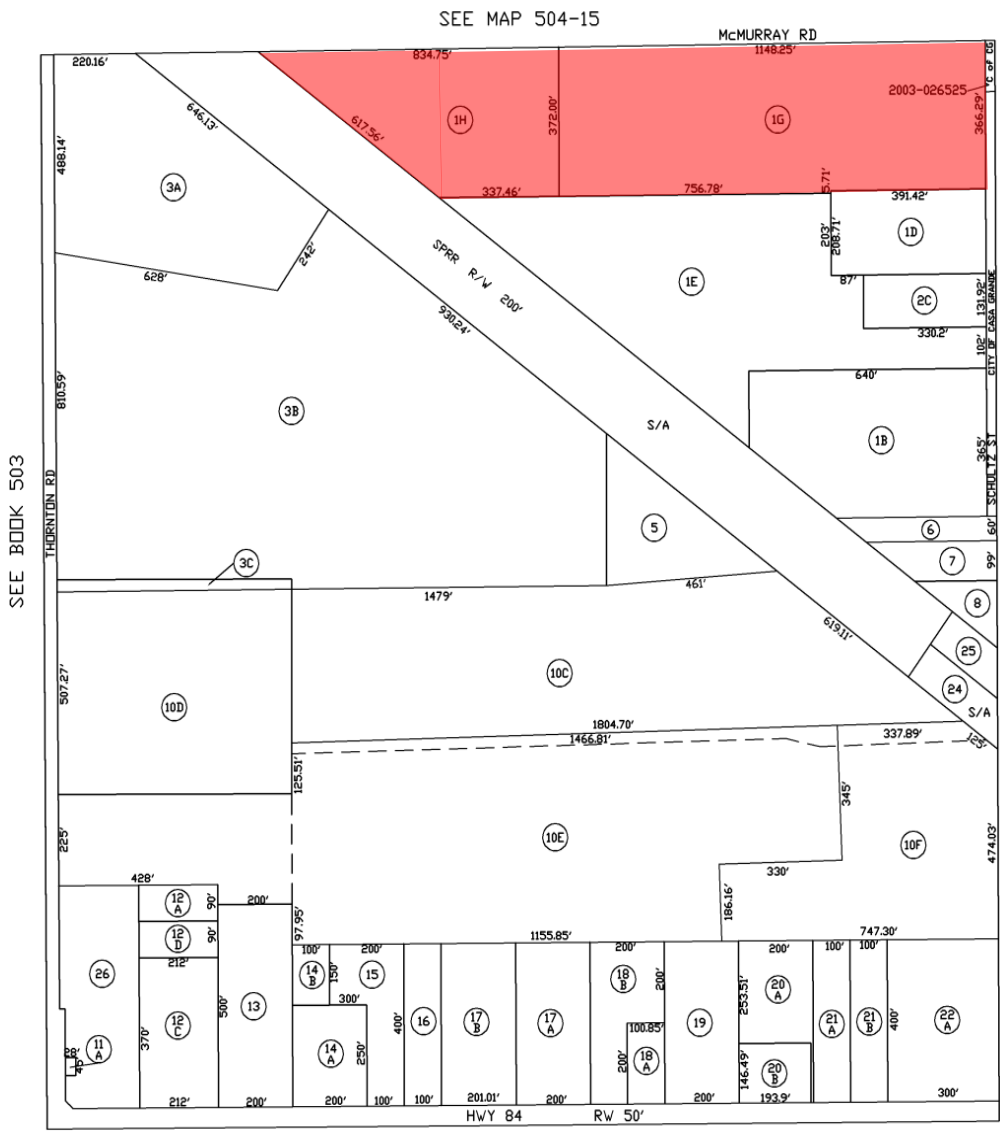 SEE MAP 504-15
McMURRAY RD
220.16'
834.75'
1148.25'
"C of CG
2003-026525
646.13'
617.56'
1H
372.00'
1G
366.29'
488.14'
3A
337.46'
756.78'
5.71'
391.42'
242'
628'
SPRR R/W 200'
203'
208.71'
1D
1E
87'
2C
131.92'
330.2'
CITY OF CASA GRANDE
102'
930.24'
810.59'
3B
640'
S/A
1B
365'
SCHULTZ ST
SEE BOOK 503
THORNTON RD
5
6
60'
7
99'
3C
1479'
461'
8
619.11'
25
24
S/A
507.27'
10D
10C
1804.70'
1466.81'
337.89'
125'
125.51'
345'
225'
10E
10F
474.03'
330'
186.16'
428'
12 A
90'
200'
97.95'
12 D
90'
212'
1155.85'
747.30'
100'
200'
200'
200'
100'
100'
26
14 B
150'
15
18 B
200'
20 A
253.51'
300'
500'
13
12 C
370'
400'
16
17 B
17 A
19
21 A
21 B
400'
22 A
28'
45'
11 A
14 A
250'
100.85'
18 A
200'
146.49'
20 B
212'
200'
200'
100'
100'
201.01'
200'
200'
193.9'
300'
HWY 84 RW 50'